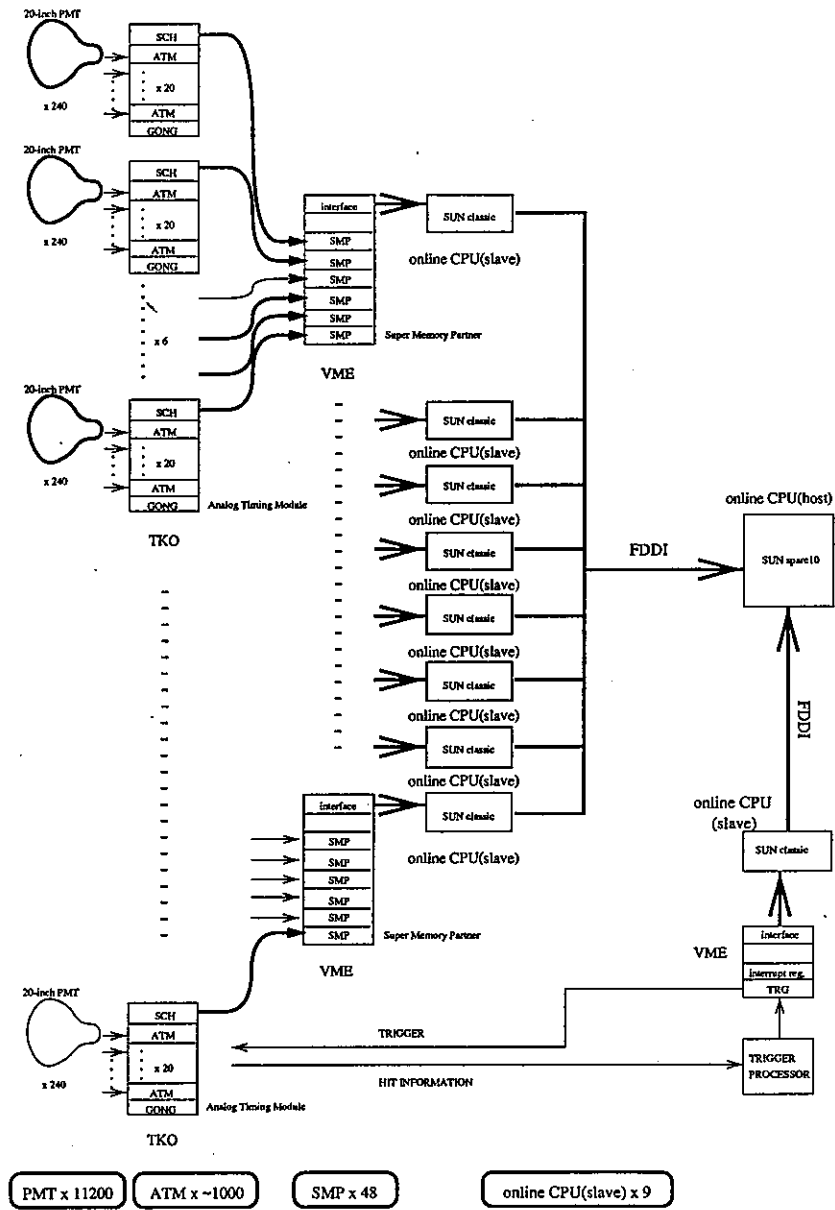 20-inch PMT
x 240
SCH
ATM
x 20
ATM
GONG
20-inch PMT
x 240
SCH
ATM
x 20
ATM
GONG
x 6
20-inch PMT
x 240
SCH
ATM
x 20
ATM
GONG
Analog Timing Module
TKO
interface
SMP
SMP
SMP
SMP
SMP
SMP
Super Memory Partner
VME
SUN classic
online CPU(slave)
SUN classic
online CPU(slave)
SUN classic
online CPU(slave)
SUN classic
online CPU(slave)
SUN classic
online CPU(slave)
SUN classic
online CPU(slave)
SUN classic
online CPU(slave)
interface
SMP
SMP
SMP
SMP
SMP
SMP
Super Memory Partner
VME
SUN classic
online CPU(slave)
FDDI
online CPU(host)
SUN sparc10
FDDI
online CPU
(slave)
SUN classic
VME
interface
interrupt reg.
TRG
TRIGGER
PROCESSOR
TRIGGER
HIT INFORMATION
20-inch PMT
x 240
SCH
ATM
x 20
ATM
GONG
Analog Timing Module
TKO
PMT x 11200
ATM x ~1000
SMP x 48
online CPU(slave) x 9